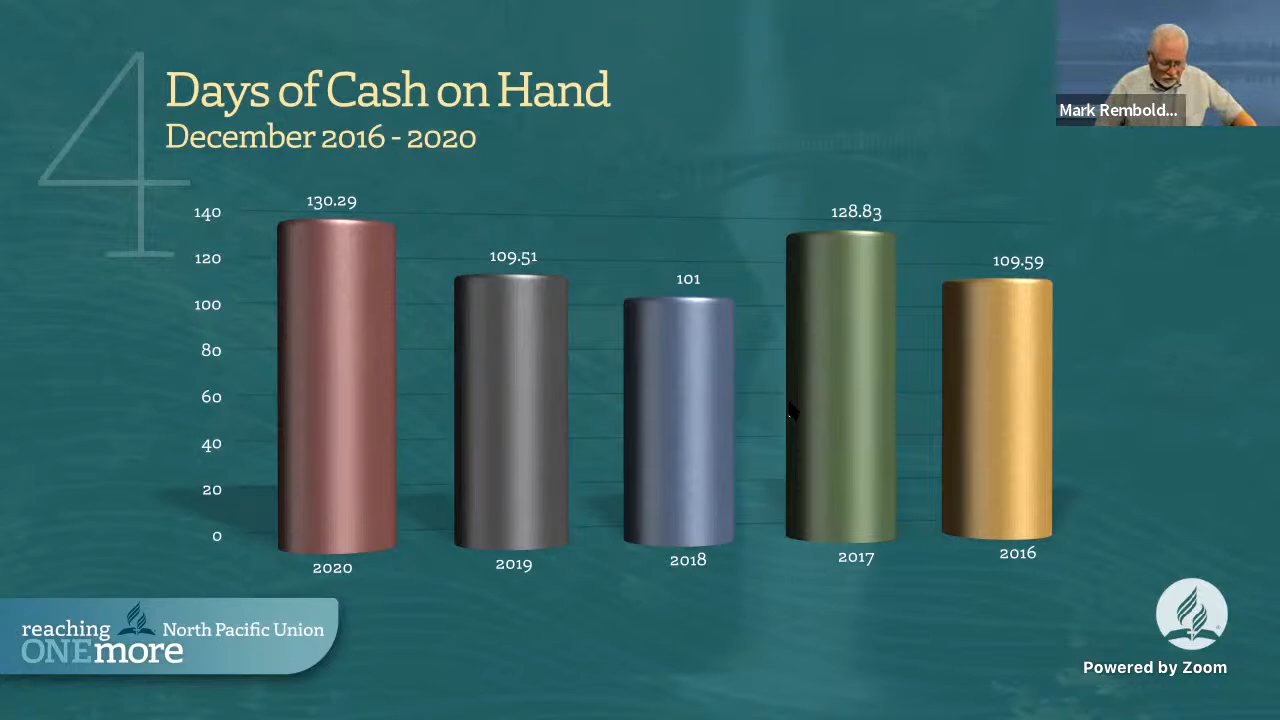 4
Days of Cash on Hand
December 2016 - 2020
Mark Rembold...
140
120
100
80
60
40
20
0
130.29
109.51
101
128.83
109.59
2020
2019
2018
2017
2016
reaching
ONEmore
North Pacific Union
Powered by Zoom